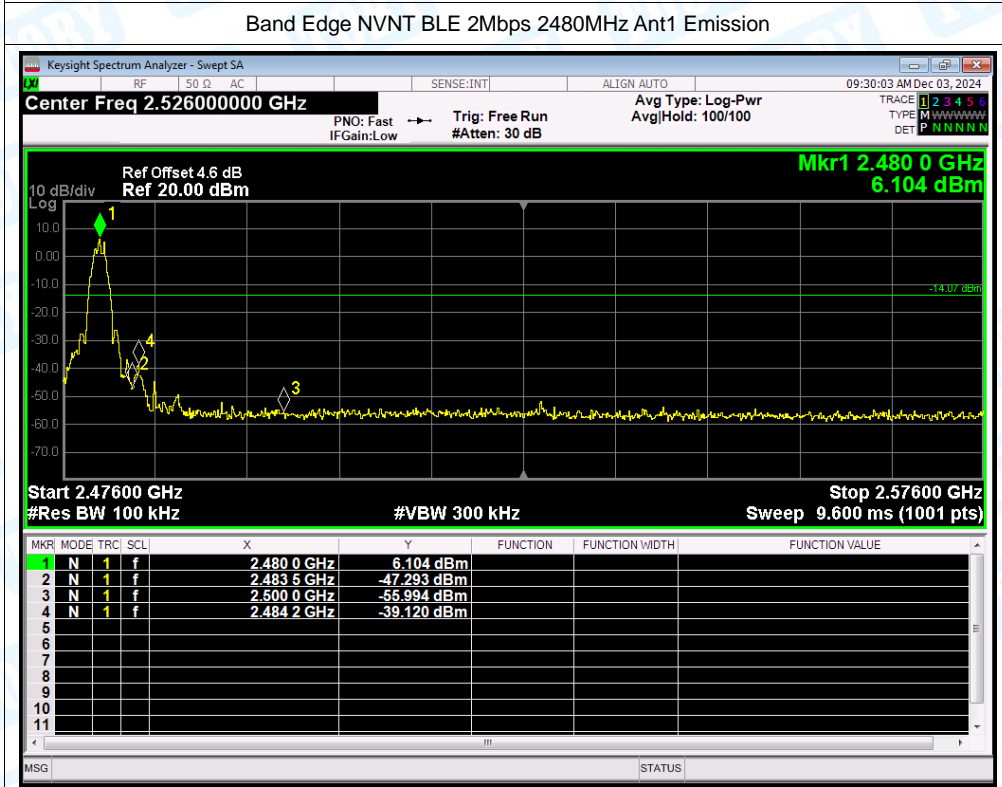 Band Edge NVNT BLE 2Mbps 2480MHz Ant1 Emission
Keysight Spectrum Analyzer - Swept SA
LXI RF 50 Ω AC SENSE:INT ALIGN AUTO 09:30:03 AM Dec 03, 2024
Center Freq 2.526000000 GHz
PNO: Fast
IFGain:Low
Trig: Free Run
#Atten: 30 dB
Avg Type: Log-Pwr
Avg|Hold: 100/100
TRACE 1 2 3 4 5 6
TYPE M W W W W W
DET P N N N N N
Mkr1 2.480 0 GHz
6.104 dBm
Ref Offset 4.6 dB
10 dB/div Ref 20.00 dBm
Log
10.0
0.00
-10.0
-20.0
-30.0
-40.0
-50.0
-60.0
-70.0
-14.07 dBm
1
4
2
3
Start 2.47600 GHz Stop 2.57600 GHz
#Res BW 100 kHz #VBW 300 kHz Sweep 9.600 ms (1001 pts)
MKR MODE TRC SCL X Y FUNCTION FUNCTION WIDTH FUNCTION VALUE
1 N 1 f 2.480 0 GHz 6.104 dBm
2 N 1 f 2.483 5 GHz -47.293 dBm
3 N 1 f 2.500 0 GHz -55.994 dBm
4 N 1 f 2.484 2 GHz -39.120 dBm
5
6
7
8
9
10
11
MSG STATUS